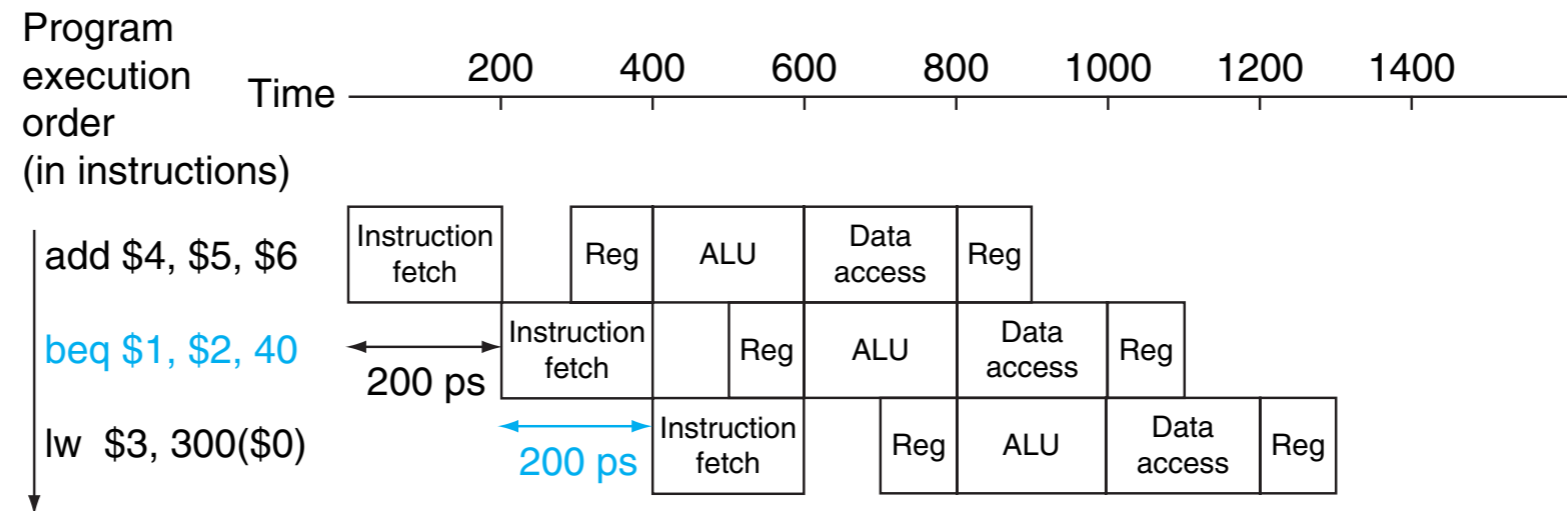 Program
execution
order
(in instructions)
Time
200 400 600 800 1000 1200 1400
add $4, $5, $6
Instruction
fetch
Reg
ALU
Data
access
Reg
beq $1, $2, 40
200 ps
Instruction
fetch
Reg
ALU
Data
access
Reg
lw $3, 300($0)
200 ps
Instruction
fetch
Reg
ALU
Data
access
Reg